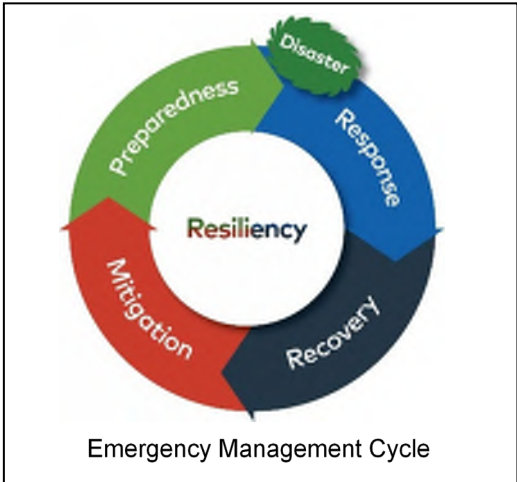 Disaster
Preparedness
Response
Resiliency
Mitigation
Recovery
Emergency Management Cycle